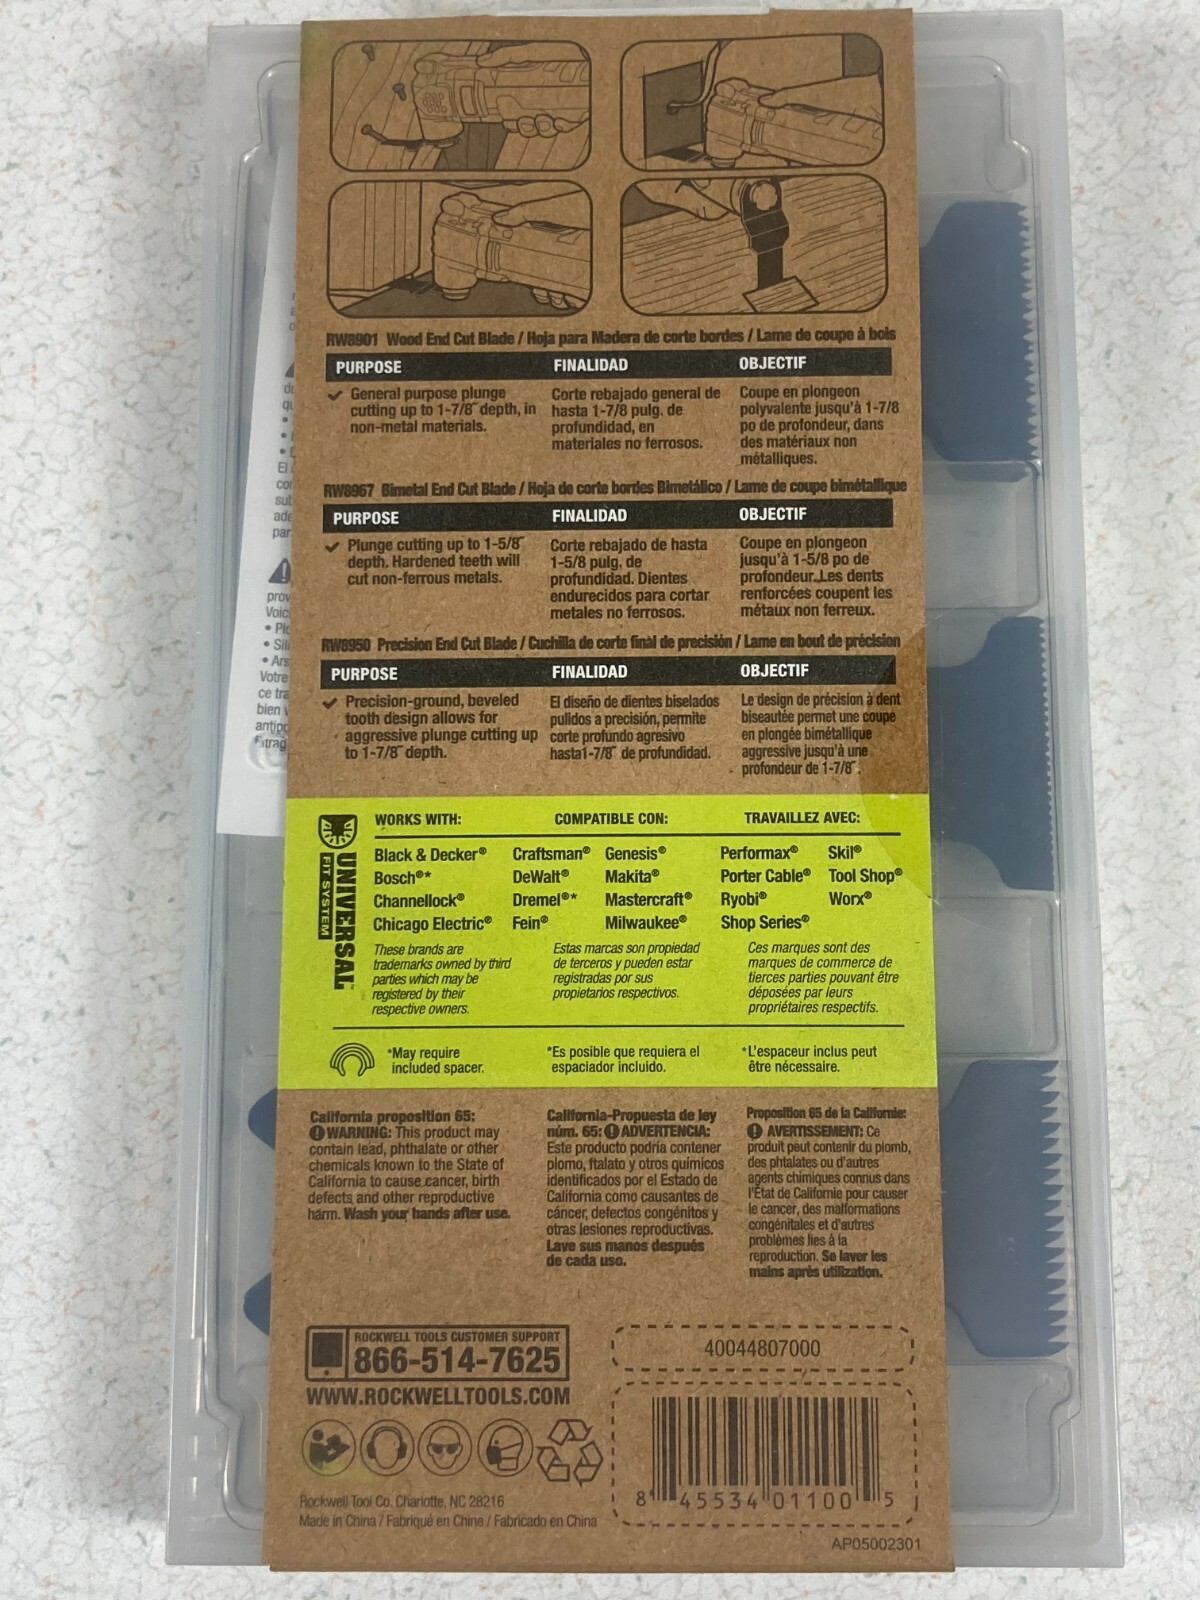 RW8901 Wood End Cut Blade / Hoja para Madera de corte bordes / Lame de coupe à bois
PURPOSE
✓ General purpose plunge
cutting up to 1-7/8˝ depth, in
non-metal materials.
FINALIDAD
Corte rebajado general de
hasta 1-7/8 pulg. de
profundidad, en
materiales no ferrosos.
OBJECTIF
Coupe en plongeon
polyvalente jusqu'à 1-7/8
po de profondeur, dans
des matériaux non
métalliques.
RW8967 Bimetal End Cut Blade / Hoja de corte bordes Bimetálico / Lame de coupe bimétallique
PURPOSE
✓ Plunge cutting up to 1-5/8˝
depth. Hardened teeth will
cut non-ferrous metals.
FINALIDAD
Corte rebajado de hasta
1-5/8 pulg. de
profundidad. Dientes
endurecidos para cortar
metales no ferrosos.
OBJECTIF
Coupe en plongeon
jusqu'à 1-5/8 po de
profondeur. Les dents
renforcées coupent les
métaux non ferreux.
RW8950 Precision End Cut Blade / Cuchilla de corte final de precisión / Lame en bout de précision
PURPOSE
✓ Precision-ground, beveled
tooth design allows for
aggressive plunge cutting up
to 1-7/8˝ depth.
FINALIDAD
El diseño de dientes biselados
pulidos a precisión, permite
corte profundo agresivo
hasta1-7/8˝ de profundidad.
OBJECTIF
Le design de précision à dent
biseautée permet une coupe
en plongée bimétallique
aggressive jusqu'à une
profondeur de 1-7/8˝.
UNIVERSAL™
FIT SYSTEM
WORKS WITH: COMPATIBLE CON: TRAVAILLEZ AVEC:
Black & Decker® Craftsman® Genesis® Performax® Skil®
Bosch®* DeWalt® Makita® Porter Cable® Tool Shop®
Channellock® Dremel®* Mastercraft® Ryobi® Worx®
Chicago Electric® Fein® Milwaukee® Shop Series®
These brands are
trademarks owned by third
parties which may be
registered by their
respective owners.
Estas marcas son propiedad
de terceros y pueden estar
registradas por sus
propietarios respectivos.
Ces marques sont des
marques de commerce de
tierces parties pouvant être
déposées par leurs
propriétaires respectifs.
*May require
included spacer.
*Es posible que requiera el
espaciador incluido.
*L'espaceur inclus peut
être nécessaire.
California proposition 65:
WARNING: This product may
contain lead, phthalate or other
chemicals known to the State of
California to cause cancer, birth
defects and other reproductive
harm. Wash your hands after use.
California-Propuesta de ley
núm. 65: ADVERTENCIA:
Este producto podría contener
plomo, ftalato y otros químicos
identificados por el Estado de
California como causantes de
cáncer, defectos congénitos y
otras lesiones reproductivas.
Lave sus manos después
de cada uso.
Proposition 65 de la Californie:
AVERTISSEMENT: Ce
produit peut contenir du plomb,
des phtalates ou d'autres
agents chimiques connus dans
l'État de Californie pour causer
le cancer, des malformations
congénitales et d'autres
problèmes liés à la
reproduction. Se laver les
mains après utilization.
ROCKWELL TOOLS CUSTOMER SUPPORT
866-514-7625
WWW.ROCKWELLTOOLS.COM
Rockwell Tool Co. Charlotte, NC 28216
Made in China / Fabriqué en Chine / Fabricado en China
40044807000
8 45534 01100 5
AP05002301
El
prov
Voici
Votre
ce tra
bien